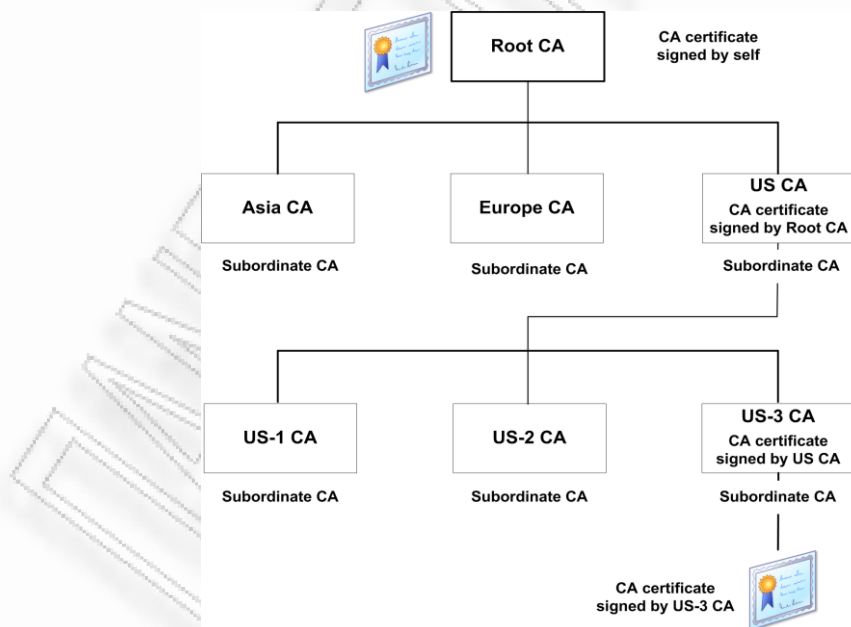 Root CA
CA certificate
signed by self
Asia CA
Europe CA
US CA
CA certificate
signed by Root CA
Subordinate CA
Subordinate CA
Subordinate CA
US-1 CA
US-2 CA
US-3 CA
CA certificate
signed by US CA
Subordinate CA
Subordinate CA
Subordinate CA
CA certificate
signed by US-3 CA